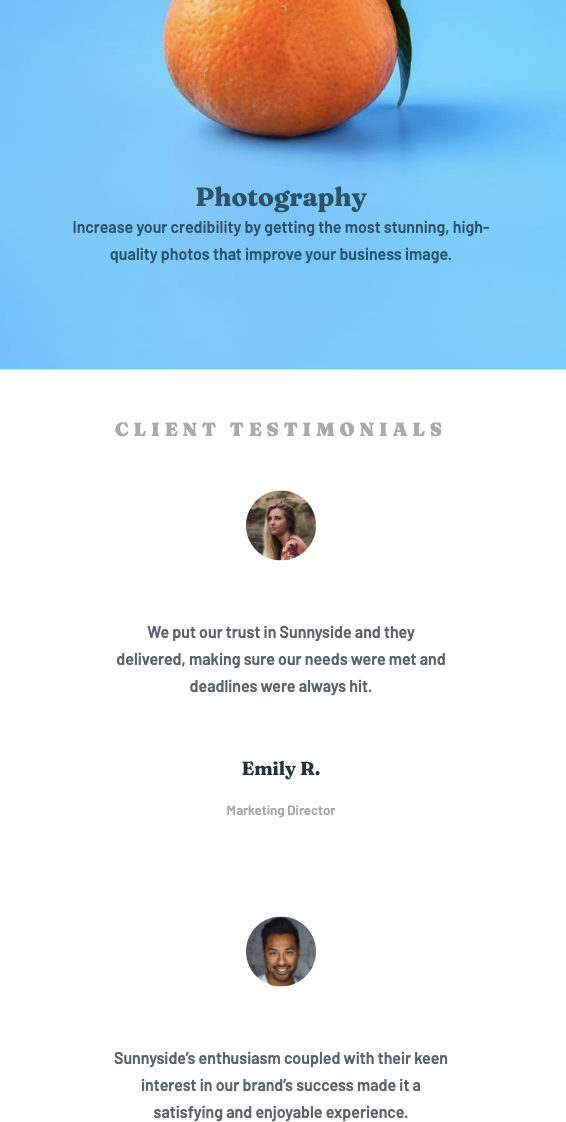 Photography
Increase your credibility by getting the most stunning, high-
quality photos that improve your business image.
CLIENT TESTIMONIALS
We put our trust in Sunnyside and they
delivered, making sure our needs were met and
deadlines were always hit.
Emily R.
Marketing Director
Sunnyside’s enthusiasm coupled with their keen
interest in our brand’s success made it a
satisfying and enjoyable experience.